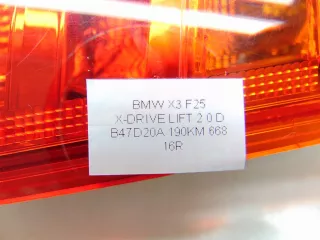 BMW X3 F25
X-DRIVE LIFT 2.0 D
B47D20A 190KM 668
16R